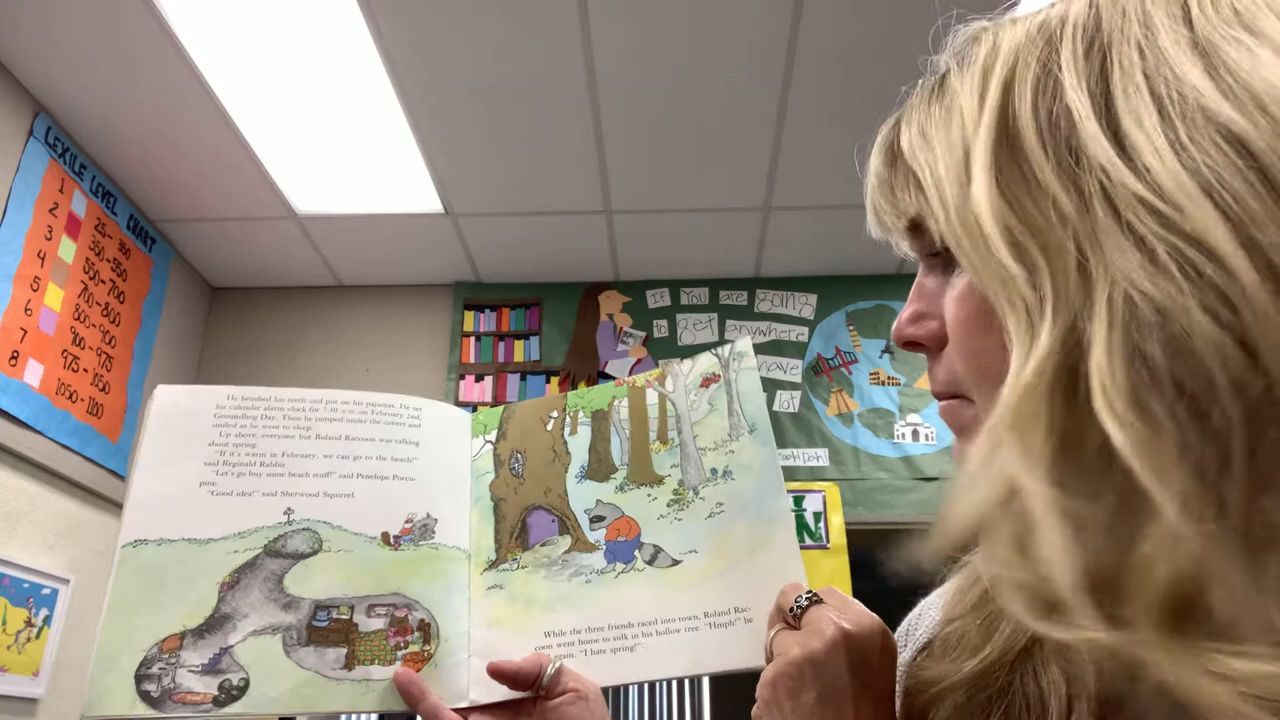 LEXILE LEVEL CHART
1 25-350
2 350-550
3 550-700
4 700-800
5 800-900
6 900-975
7 975-1050
8 1050-1100
If You are going
to get anywhere
have
lot
He brushed his teeth and put on his pajamas. He set
his calender alarm clock for 7:30 A.M. on February 2nd,
Groundhog Day. Then he jumped under the covers and
smiled as he went to sleep.
Up above, everyone but Roland Raccoon was talking
about spring.
"If it's warm in February, we can go to the beach!"
said Reginald Rabbit.
"Let's go buy some beach stuff!" said Penelope Porcu-
pine.
"Good idea!" said Sherwood Squirrel.
While the three friends raced into town, Roland Rac-
coon went home to sulk in his hollow tree. "Hmph!" he
again. "I hate spring!"